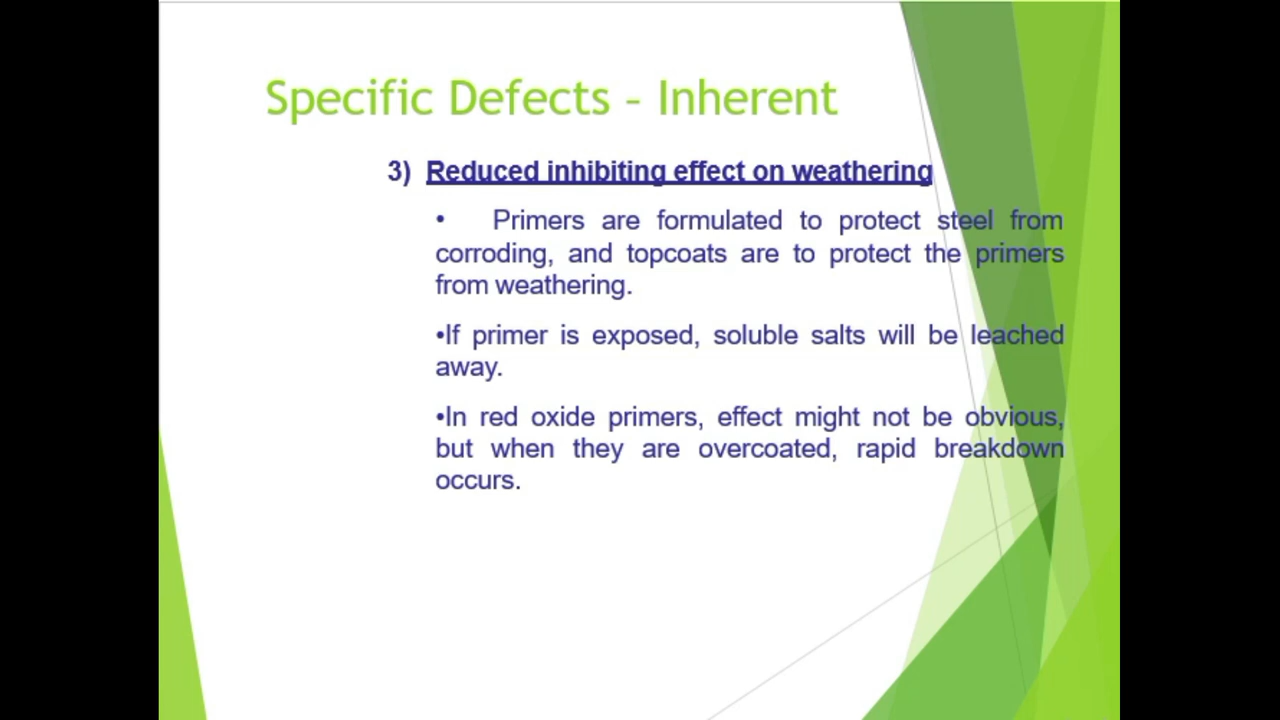 Specific Defects – Inherent
3) Reduced inhibiting effect on weathering
• Primers are formulated to protect steel from
corroding, and topcoats are to protect the primers
from weathering.
•If primer is exposed, soluble salts will be leached
away.
•In red oxide primers, effect might not be obvious,
but when they are overcoated, rapid breakdown
occurs.